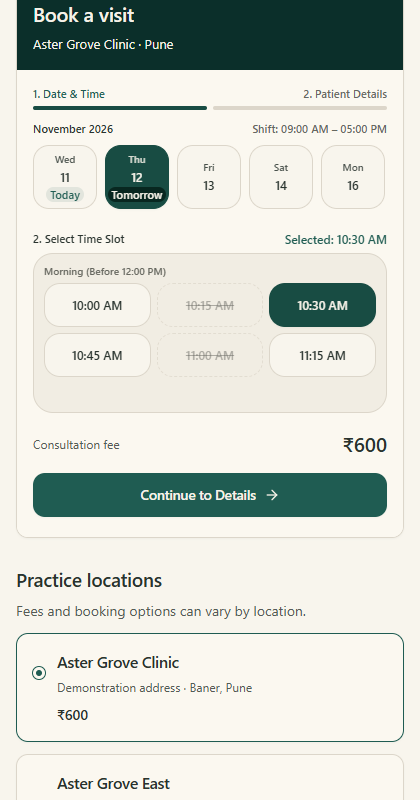 Book a visit
Aster Grove Clinic · Pune
1. Date & Time
2. Patient Details
November 2026
Shift: 09:00 AM – 05:00 PM
Wed
11
Today
Thu
12
Tomorrow
Fri
13
Sat
14
Mon
16
2. Select Time Slot
Selected: 10:30 AM
Morning (Before 12:00 PM)
10:00 AM
10:15 AM
10:30 AM
10:45 AM
11:00 AM
11:15 AM
Consultation fee
₹600
Continue to Details →
Practice locations
Fees and booking options can vary by location.
Aster Grove Clinic
Demonstration address · Baner, Pune
₹600
Aster Grove East